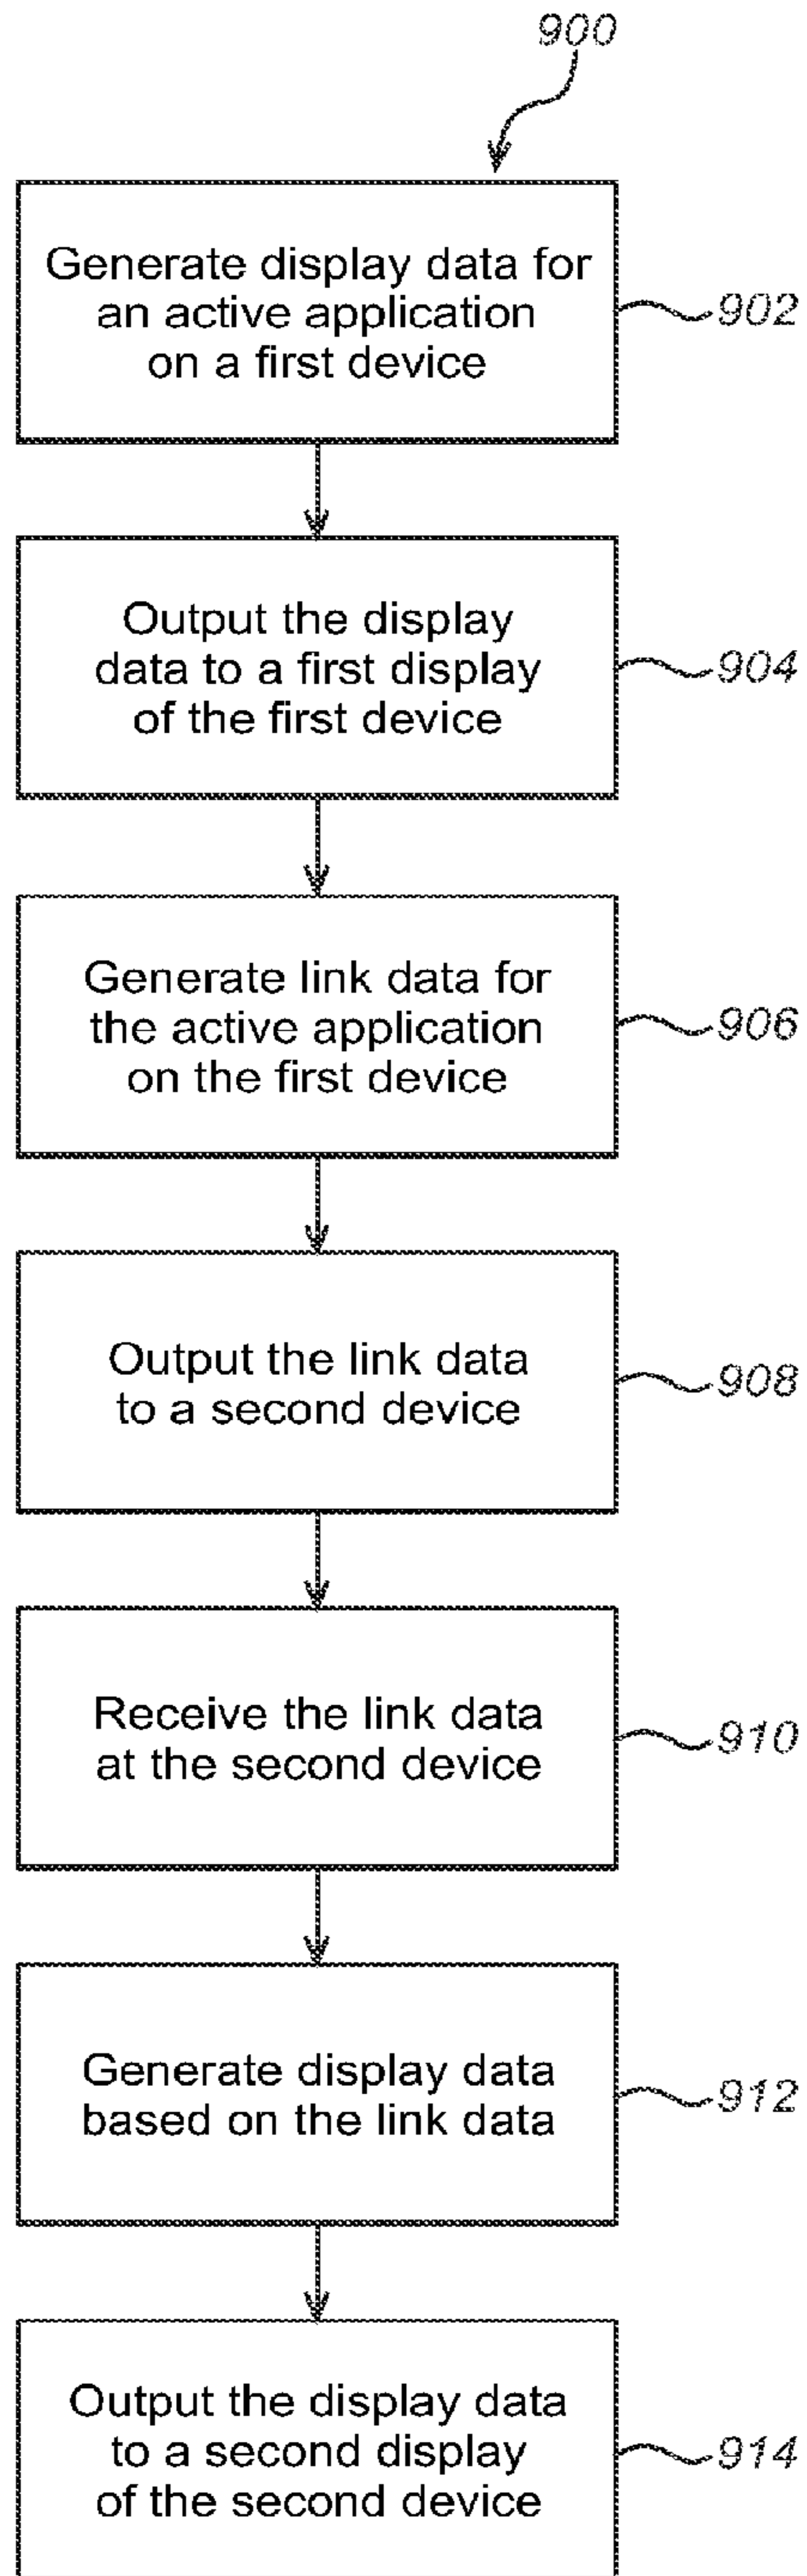 900
Generate display data for
an active application
on a first device
902
Output the display
data to a first display
of the first device
904
Generate link data for
the active application
on the first device
906
Output the link data
to a second device
908
Receive the link data
at the second device
910
Generate display data
based on the link data
912
Output the display data
to a second display
of the second device
914